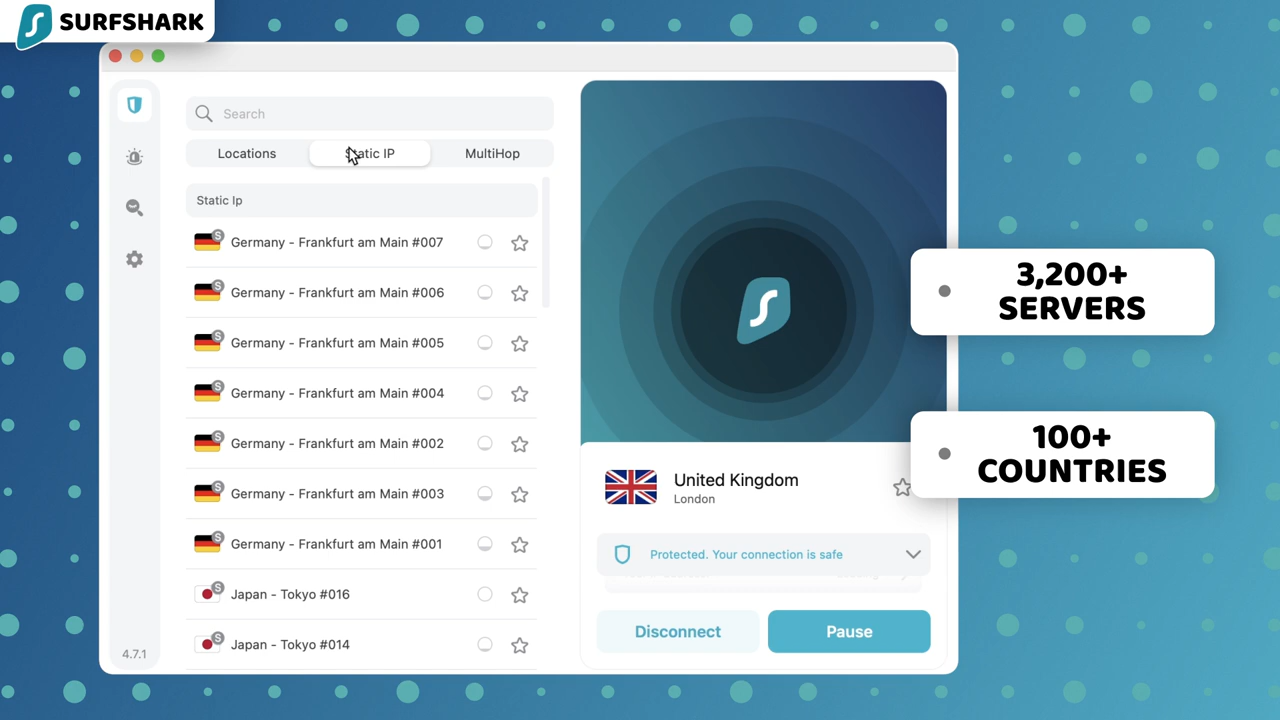 SURFSHARK
Search
Locations
Static IP
MultiHop
Static Ip
Germany - Frankfurt am Main #007
Germany - Frankfurt am Main #006
Germany - Frankfurt am Main #005
Germany - Frankfurt am Main #004
Germany - Frankfurt am Main #002
Germany - Frankfurt am Main #003
Germany - Frankfurt am Main #001
Japan - Tokyo #016
Japan - Tokyo #014
4.7.1
United Kingdom
London
Protected. Your connection is safe
Disconnect
Pause
3,200+
SERVERS
100+
COUNTRIES